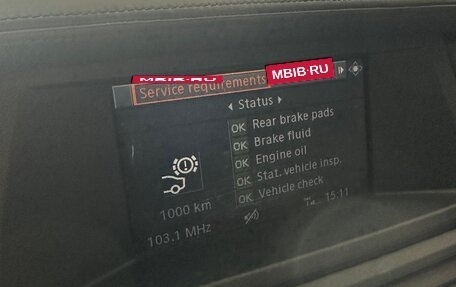 MBIB.RU
MBIB.RU
Service requirements
Status
OK Rear brake pads
OK Brake fluid
OK Engine oil
OK Stat. vehicle insp.
OK Vehicle check
1000 km
103.1 MHz
15:11